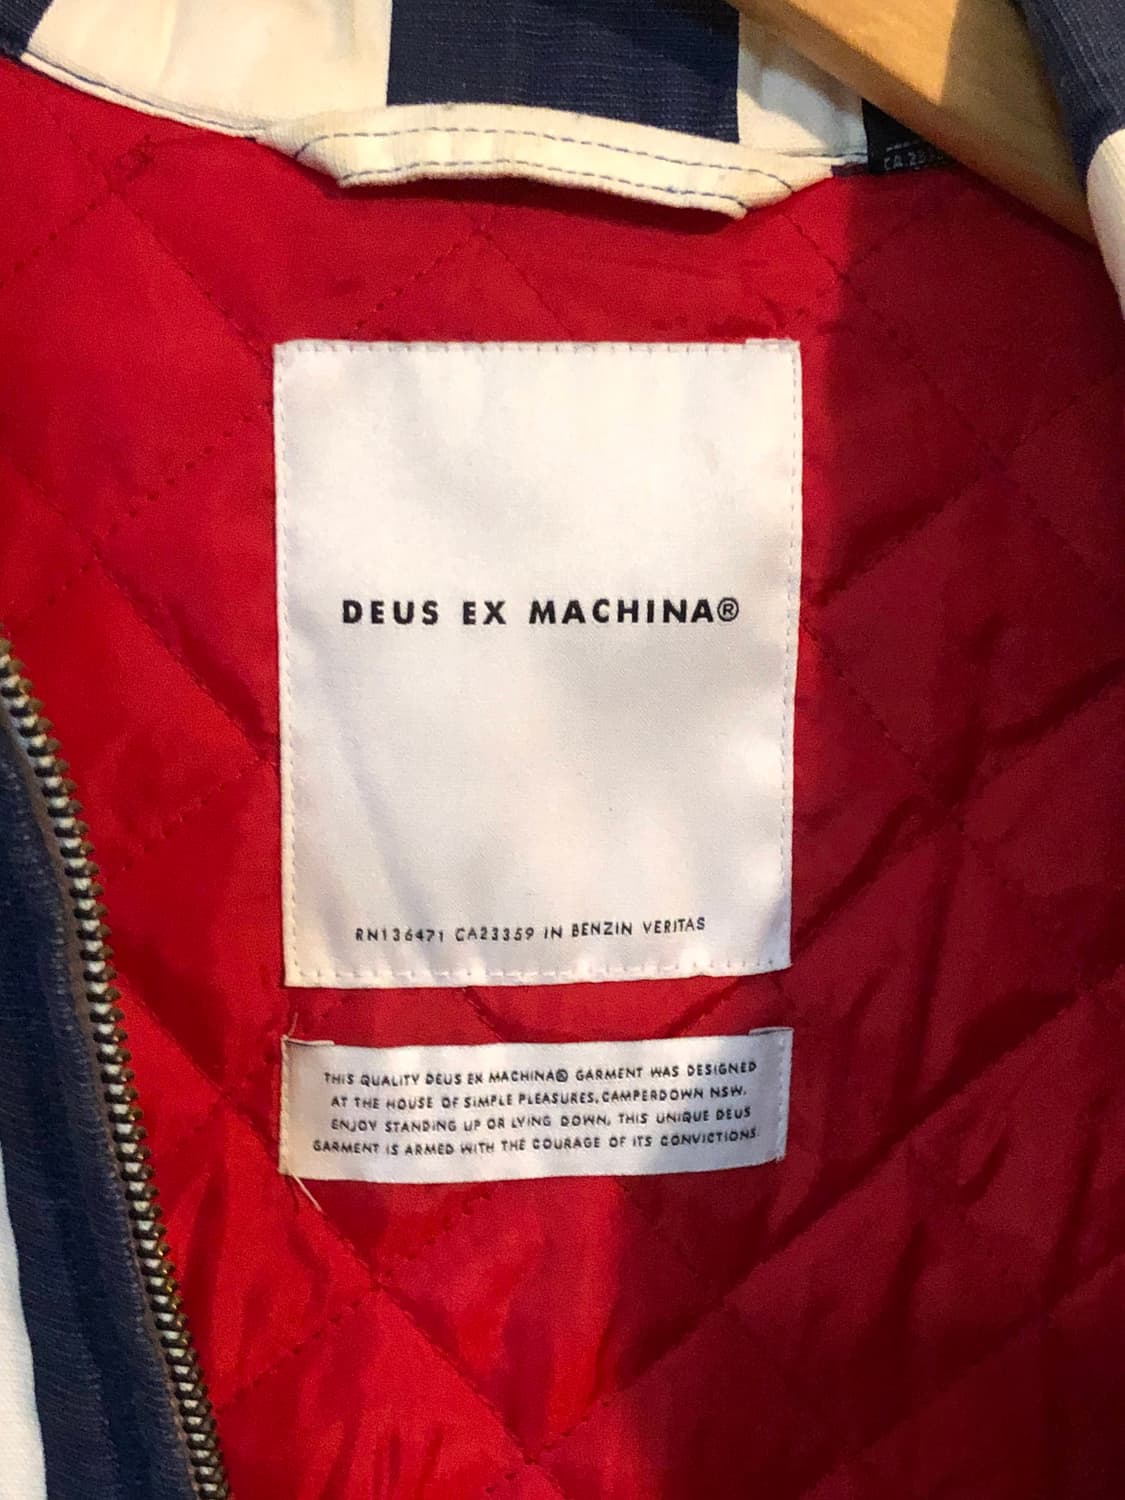 DEUS EX MACHINA®
RN136471 CA23359 IN BENZIN VERITAS
THIS QUALITY DEUS EX MACHINA® GARMENT WAS DESIGNED
AT THE HOUSE OF SIMPLE PLEASURES, CAMPERDOWN NSW.
ENJOY STANDING UP OR LYING DOWN, THIS UNIQUE DEUS
GARMENT IS ARMED WITH THE COURAGE OF ITS CONVICTIONS.